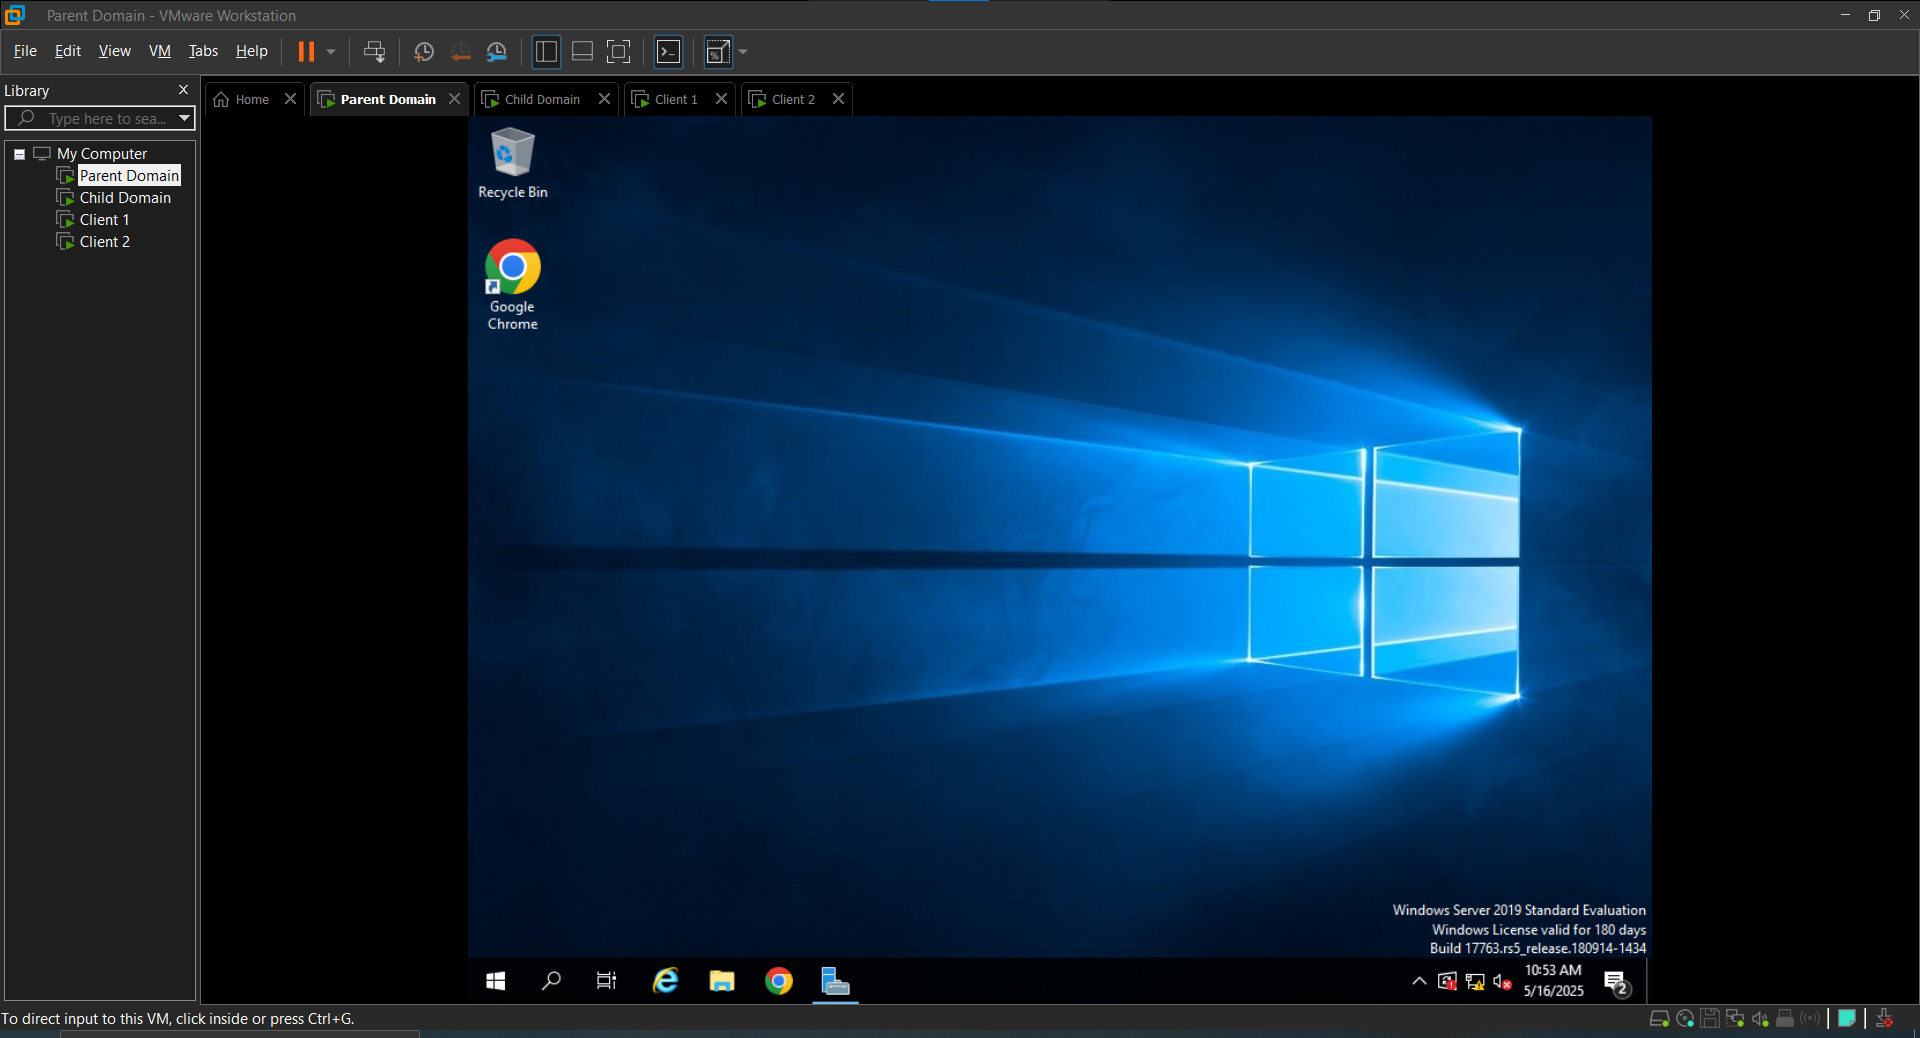 Parent Domain - VMware Workstation
File Edit View VM Tabs Help
Library
Type here to sea...
My Computer
Parent Domain
Child Domain
Client 1
Client 2
Home
Parent Domain
Child Domain
Client 1
Client 2
Recycle Bin
Google
Chrome
Windows Server 2019 Standard Evaluation
Windows License valid for 180 days
Build 17763.rs5_release.180914-1434
10:53 AM
5/16/2025
2
To direct input to this VM, click inside or press Ctrl+G.